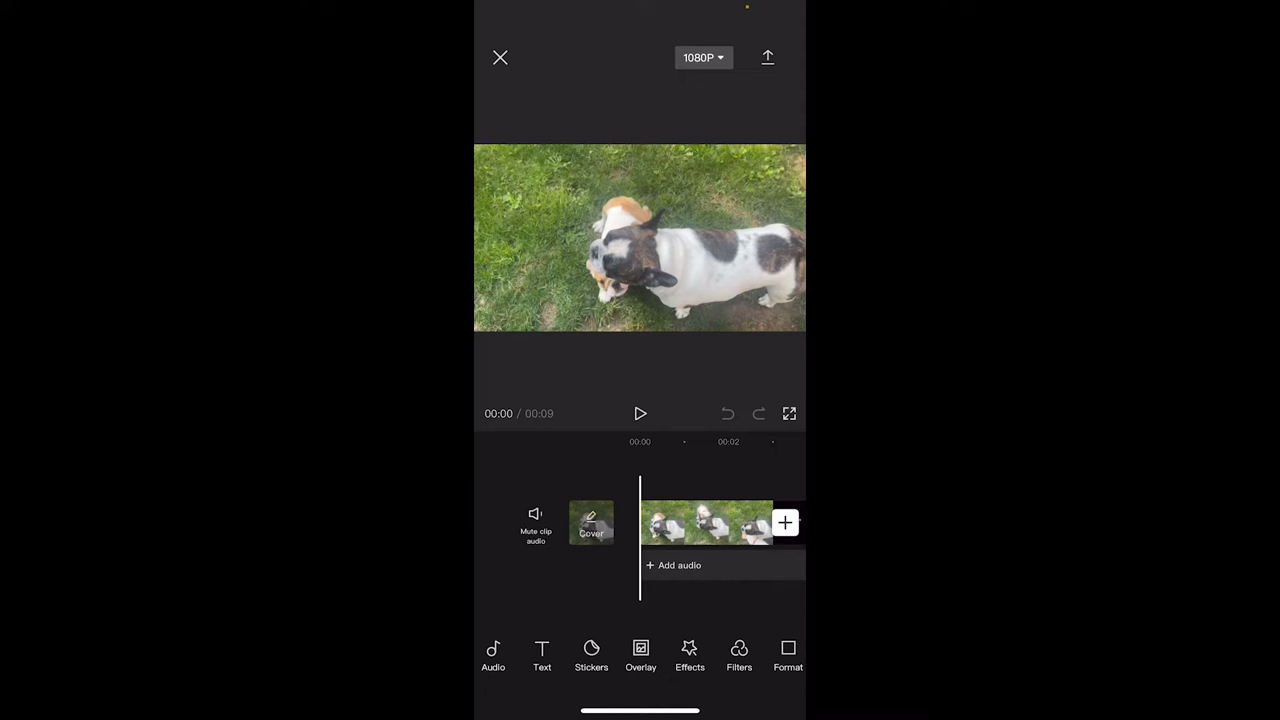 1080P
00:00 / 00:09
00:00
00:02
Mute clip
audio
Cover
+ Add audio
Audio
Text
Stickers
Overlay
Effects
Filters
Format